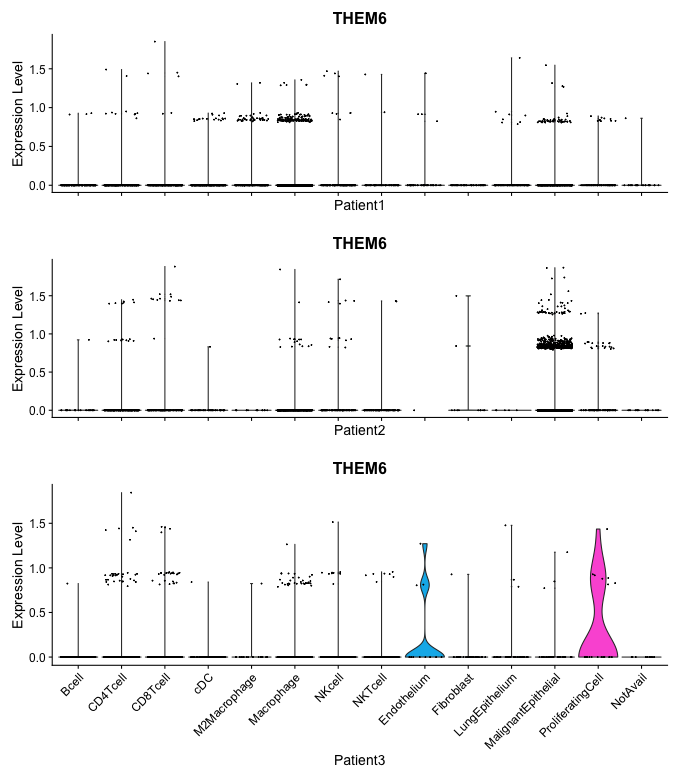 THEM6
Expression Level
1.5
1.0
0.5
0.0
Patient1
THEM6
Expression Level
1.5
1.0
0.5
0.0
Patient2
THEM6
Expression Level
1.5
1.0
0.5
0.0
Bcell
CD4Tcell
CD8Tcell
cDC
M2Macrophage
Macrophage
NKcell
NKTcell
Endothelium
Fibroblast
LungEpithelium
MalignantEpithelial
ProliferatingCell
NotAvail
Patient3